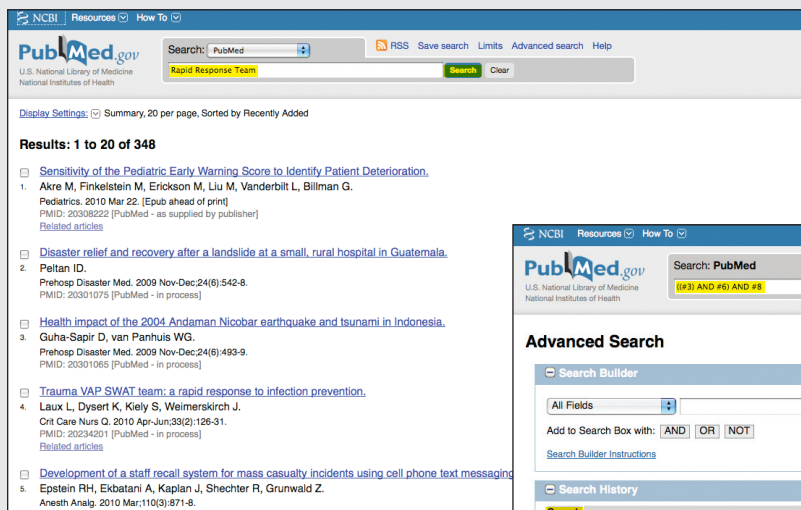 NCBI Resources How To
PubMed.gov
U.S. National Library of Medicine
National Institutes of Health
Search: PubMed
RSS Save search Limits Advanced search Help
Rapid Response Team
Search Clear
Display Settings: Summary, 20 per page, Sorted by Recently Added
Results: 1 to 20 of 348
Sensitivity of the Pediatric Early Warning Score to Identify Patient Deterioration.
1. Akre M, Finkelstein M, Erickson M, Liu M, Vanderbilt L, Billman G.
Pediatrics. 2010 Mar 22. [Epub ahead of print]
PMID: 20308222 [PubMed - as supplied by publisher]
Related articles
Disaster relief and recovery after a landslide at a small, rural hospital in Guatemala.
2. Peltan ID.
Prehosp Disaster Med. 2009 Nov-Dec;24(6):542-8.
PMID: 20301075 [PubMed - in process]
Health impact of the 2004 Andaman Nicobar earthquake and tsunami in Indonesia.
3. Guha-Sapir D, van Panhuis WG.
Prehosp Disaster Med. 2009 Nov-Dec;24(6):493-9.
PMID: 20301065 [PubMed - in process]
Trauma VAP SWAT team: a rapid response to infection prevention.
4. Laux L, Dysert K, Kiely S, Weimerskirch J.
Crit Care Nurs Q. 2010 Apr-Jun;33(2):126-31.
PMID: 20234201 [PubMed - in process]
Related articles
Development of a staff recall system for mass casualty incidents using cell phone text messaging
5. Epstein RH, Ekbatani A, Kaplan J, Shechter R, Grunwald Z.
Anesth Analg. 2010 Mar;110(3):871-8.
NCBI Resources How To
PubMed.gov
U.S. National Library of Medicine
National Institutes of Health
Search: PubMed
((#3) AND #6) AND #8
Advanced Search
Search Builder
All Fields
Add to Search Box with: AND OR NOT
Search Builder Instructions
Search History